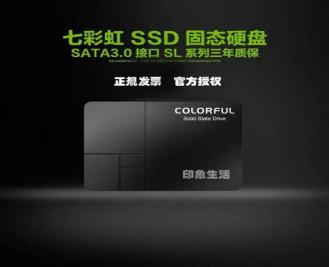 七彩虹 SSD 固态硬盘
SATA3.0 接口 SL 系列三年质保
正规发票 官方授权
COLORFUL
Solid State Drive
印象生活